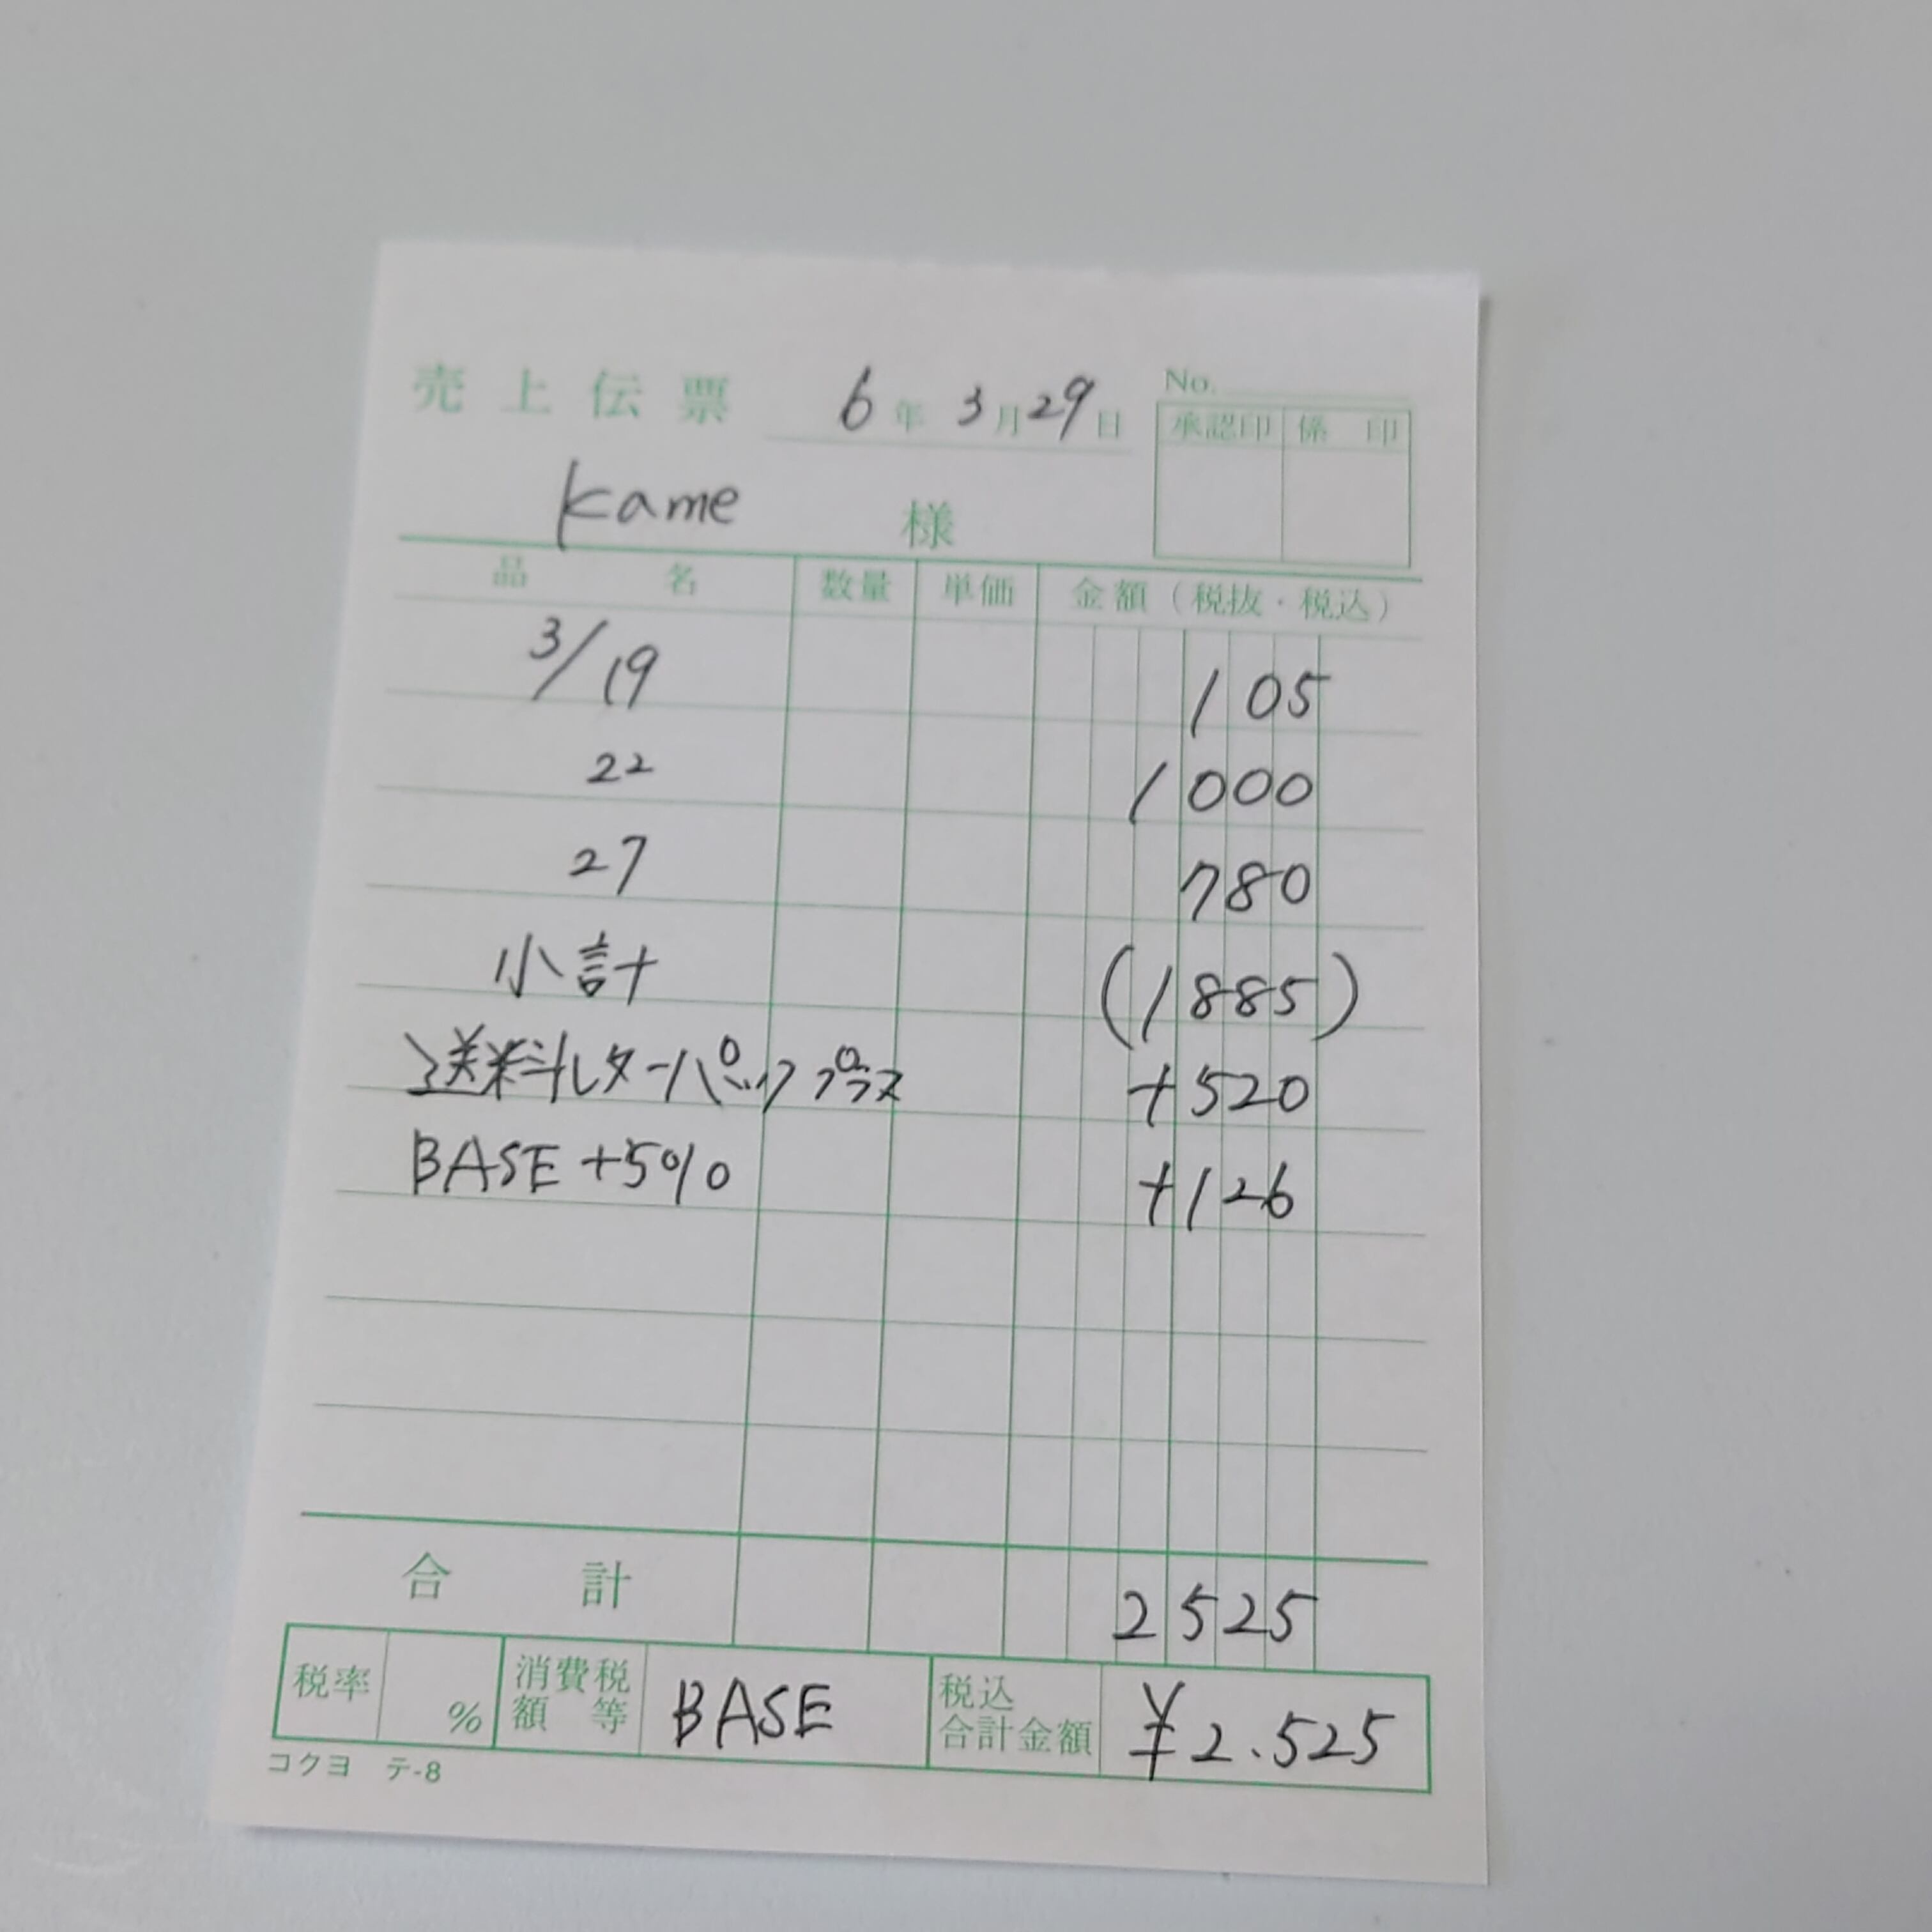 売上伝票 6年3月29日 No.
承認印 係印
Kame 様
品名 数量 単価 金額(税抜・税込)
3/19 105
22 1000
27 780
小計 (1885)
送料レターパックプラス +520
BASE +5% +126
合計 2525
税率 % 消費税額等 BASE 税込合計金額 ¥2.525
コクヨ テ-8